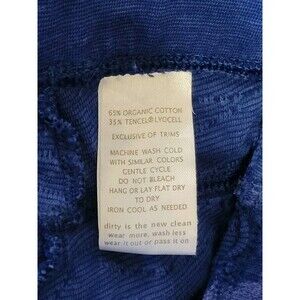 65% ORGANIC COTTON
35% TENCEL® LYOCELL
EXCLUSIVE OF TRIMS
MACHINE WASH COLD
WITH SIMILAR COLORS
GENTLE CYCLE
DO NOT BLEACH
HANG OR LAY FLAT DRY
TO DRY
IRON COOL AS NEEDED
dirty is the new clean
wear more, wash less
wear it out or pass it on